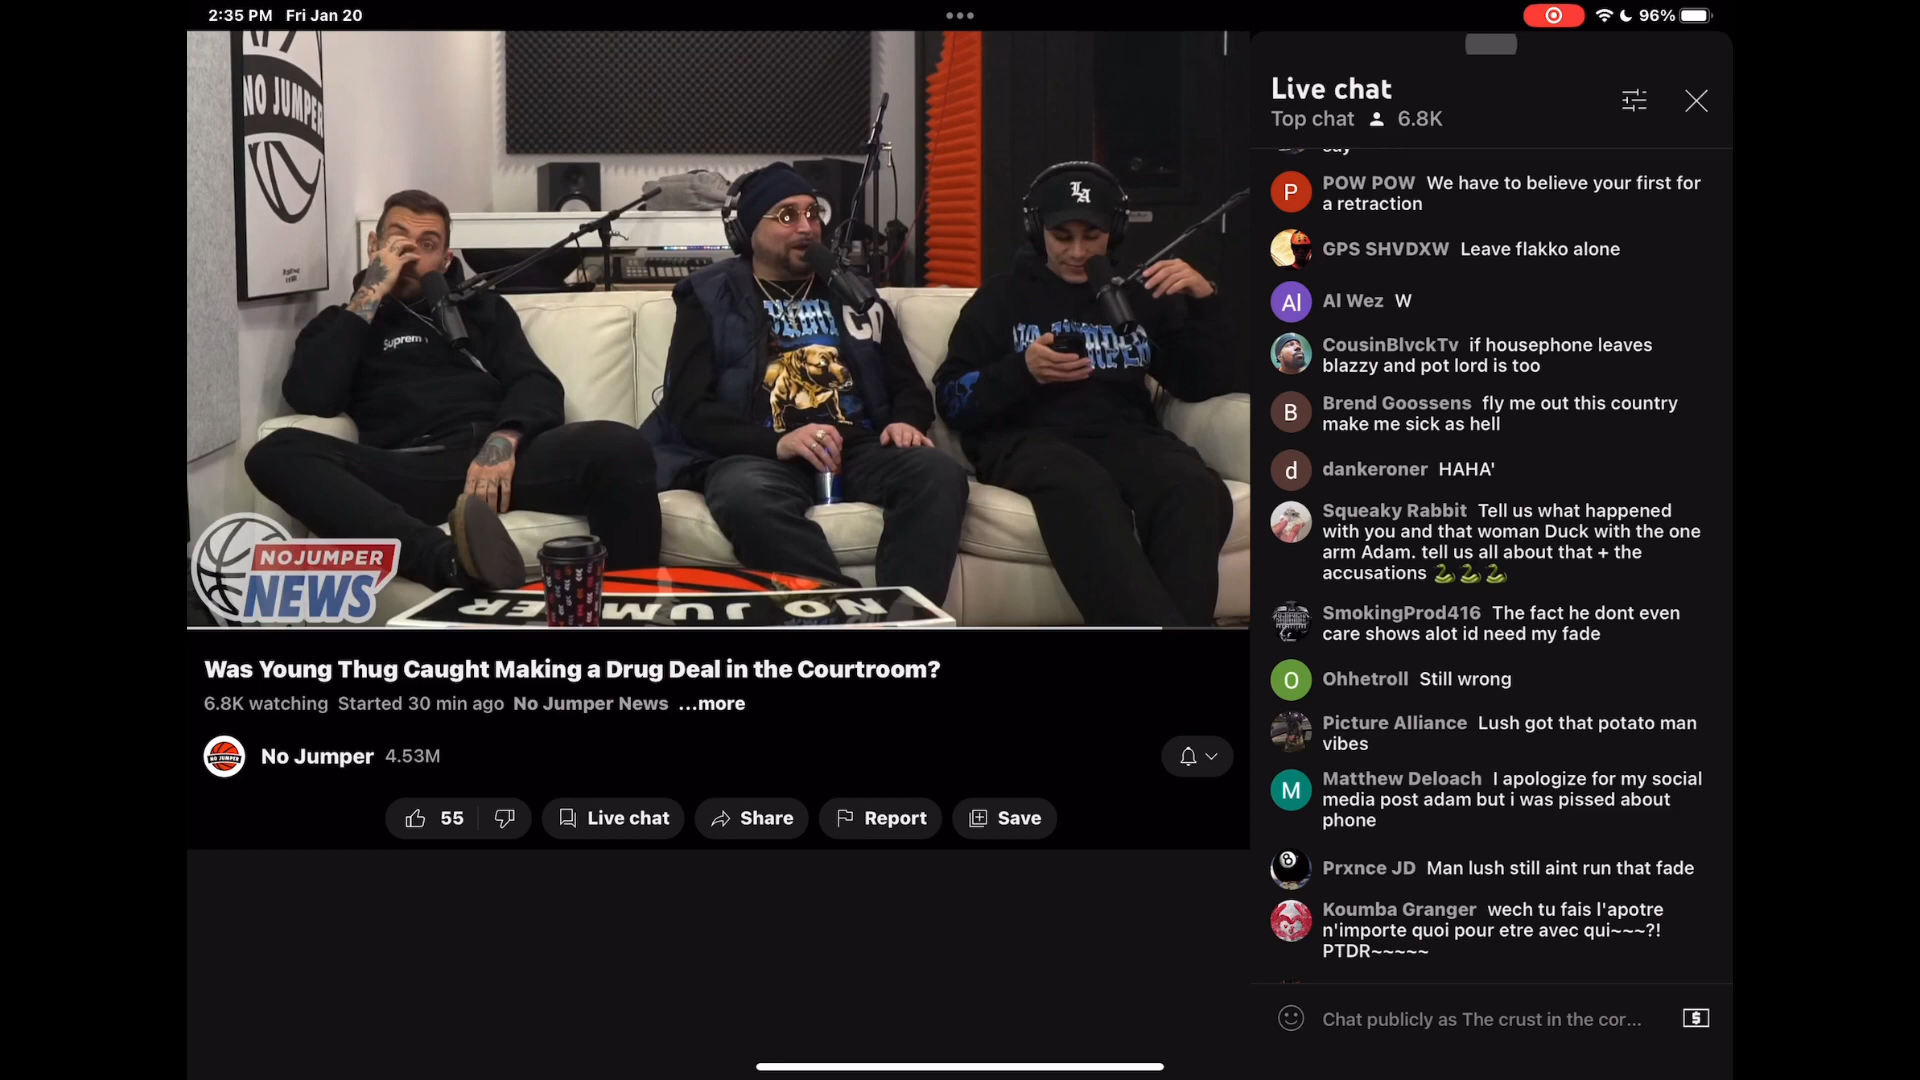 2:35 PM Fri Jan 20
96%
NO JUMPER
Suprem
LA
NOJUMPER
NEWS
NO JUMPER
Was Young Thug Caught Making a Drug Deal in the Courtroom?
6.8K watching Started 30 min ago No Jumper News ...more
No Jumper 4.53M
55
Live chat
Share
Report
Save
Live chat
Top chat 6.8K
say
P
POW POW We have to believe your first for
a retraction
GPS SHVDXW Leave flakko alone
Al
Al Wez W
CousinBlvckTv if housephone leaves
blazzy and pot lord is too
B
Brend Goossens fly me out this country
make me sick as hell
d
dankeroner HAHA'
Squeaky Rabbit Tell us what happened
with you and that woman Duck with the one
arm Adam. tell us all about that + the
accusations 🐍🐍🐍
SmokingProd416 The fact he dont even
care shows alot id need my fade
O
Ohhetroll Still wrong
Picture Alliance Lush got that potato man
vibes
M
Matthew Deloach I apologize for my social
media post adam but i was pissed about
phone
8
Prxnce JD Man lush still aint run that fade
Koumba Granger wech tu fais l'apotre
n'importe quoi pour etre avec qui~~~?!
PTDR~~~~~
Chat publicly as The crust in the cor...
$